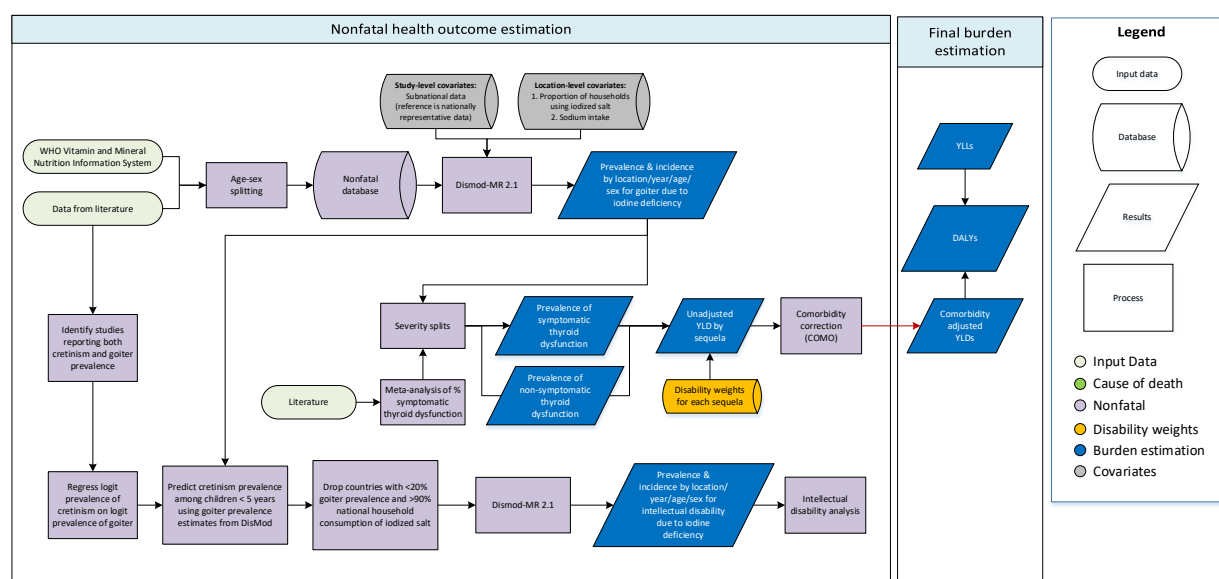 Nonfatal health outcome estimation
Final burden
estimation
Legend
Study-level covariates:
Subnational data
(reference is nationally
representative data)
Location-level covariates:
1. Proportion of households
using iodized salt
2. Sodium intake
WHO Vitamin and Mineral
Nutrition Information System
Data from literature
Age-sex
splitting
Nonfatal
database
Dismod-MR 2.1
Prevalence & incidence
by location/year/age/
sex for goiter due to
iodine deficiency
Identify studies
reporting both
cretinism and goiter
prevalence
Severity splits
Prevalence of
symptomatic
thyroid
dysfunction
Prevalence of
non-symptomatic
thyroid
dysfunction
Unadjusted
YLD by
sequela
Comorbidity
correction
(COMO)
Literature
Meta-analysis of %
symptomatic thyroid
dysfunction
Disability weights
for each sequela
Regress logit
prevalence of
cretinism on logit
prevalence of goiter
Predict cretinism prevalence
among children < 5 years
using goiter prevalence
estimates from DisMod
Drop countries with <20%
goiter prevalence and >90%
national household
consumption of iodized salt
Dismod-MR 2.1
Prevalence &
incidence by location/
year/age/sex for
intellectual disability
due to iodine
deficiency
Intellectual
disability analysis
YLLs
DALYs
Comorbidity
adjusted
YLDs
Input data
Database
Results
Process
Input Data
Cause of death
Nonfatal
Disability weights
Burden estimation
Covariates